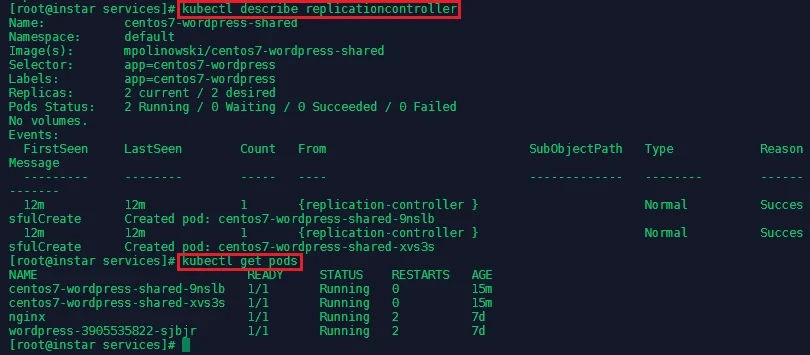 [root@instar services]# kubectl describe replicationcontroller
Name:           centos7-wordpress-shared
Namespace:      default
Image(s):       mpolinowski/centos7-wordpress-shared
Selector:       app=centos7-wordpress
Labels:         app=centos7-wordpress
Replicas:       2 current / 2 desired
Pods Status:    2 Running / 0 Waiting / 0 Succeeded / 0 Failed
No volumes.
Events:
  FirstSeen     LastSeen        Count   From                            SubObjectPath   Type            Reason
Message
  ---------     --------        -----   ----                            -------------   --------        ------
-------
  12m           12m             1       {replication-controller }                       Normal          Succes
sfulCreate      Created pod: centos7-wordpress-shared-9nslb
  12m           12m             1       {replication-controller }                       Normal          Succes
sfulCreate      Created pod: centos7-wordpress-shared-xvs3s
[root@instar services]# kubectl get pods
NAME                             READY     STATUS    RESTARTS   AGE
centos7-wordpress-shared-9nslb   1/1       Running   0          15m
centos7-wordpress-shared-xvs3s   1/1       Running   0          15m
nginx                            1/1       Running   2          7d
wordpress-3905535822-sjbjr       1/1       Running   2          7d
[root@instar services]#